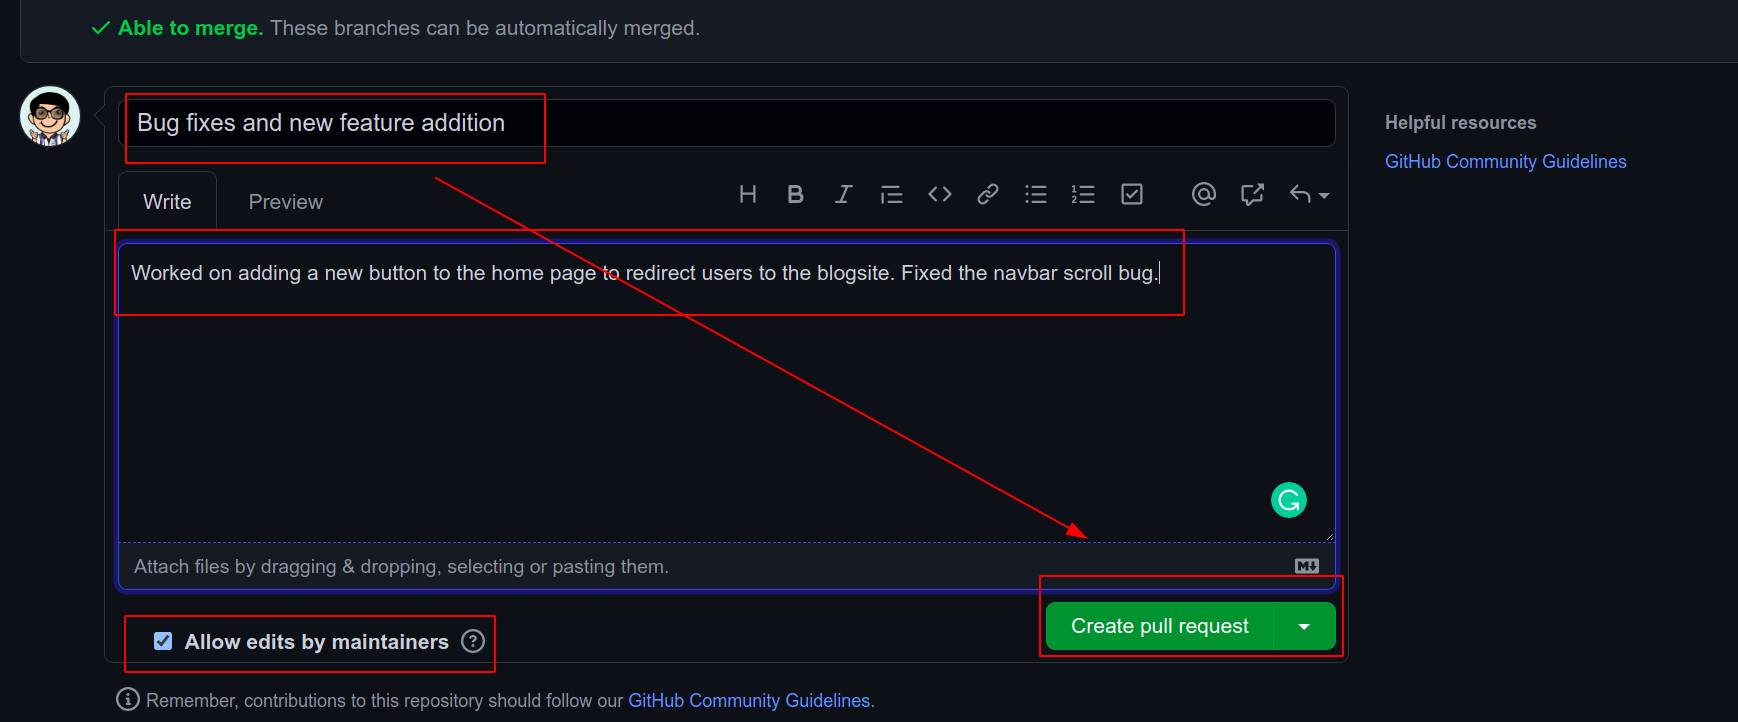 Able to merge. These branches can be automatically merged.
Bug fixes and new feature addition
Helpful resources
GitHub Community Guidelines
Write
Preview
Worked on adding a new button to the home page to redirect users to the blogsite. Fixed the navbar scroll bug.
Attach files by dragging & dropping, selecting or pasting them.
Allow edits by maintainers
Create pull request
Remember, contributions to this repository should follow our GitHub Community Guidelines.